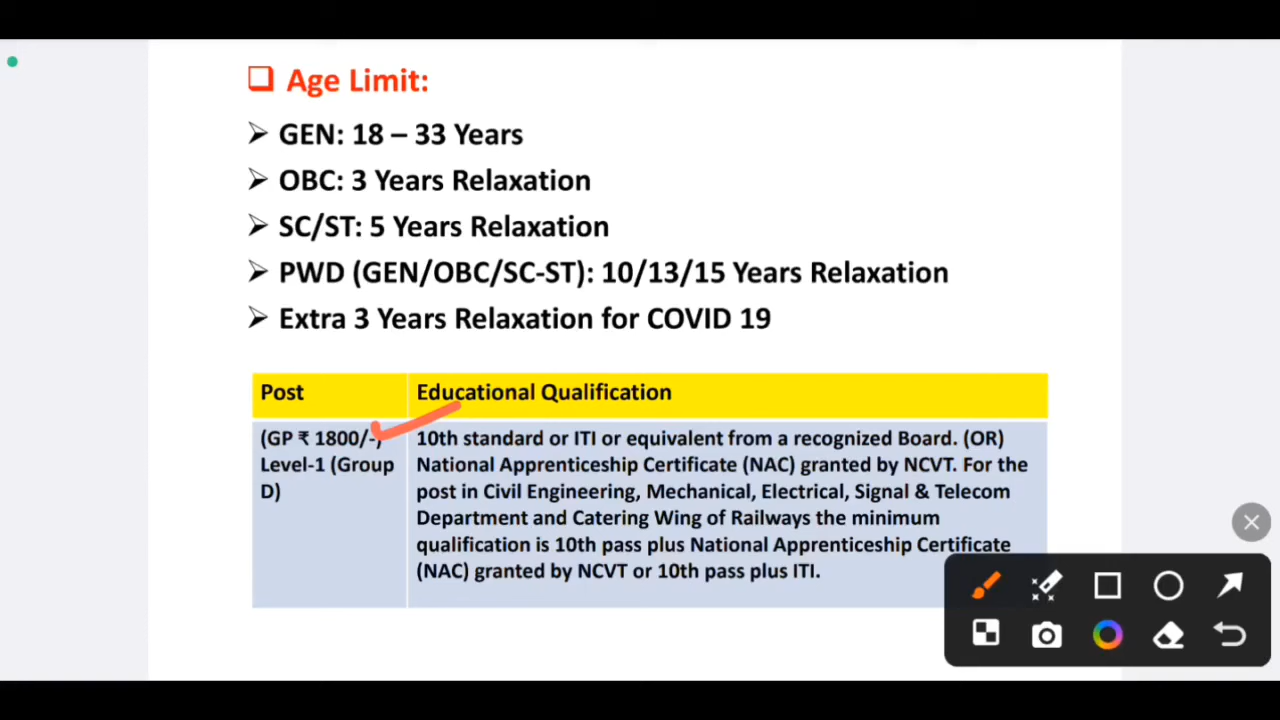 Age Limit:
GEN: 18 – 33 Years
OBC: 3 Years Relaxation
SC/ST: 5 Years Relaxation
PWD (GEN/OBC/SC-ST): 10/13/15 Years Relaxation
Extra 3 Years Relaxation for COVID 19
Post
Educational Qualification
(GP ₹ 1800/-)
Level-1 (Group
D)
10th standard or ITI or equivalent from a recognized Board. (OR)
National Apprenticeship Certificate (NAC) granted by NCVT. For the
post in Civil Engineering, Mechanical, Electrical, Signal & Telecom
Department and Catering Wing of Railways the minimum
qualification is 10th pass plus National Apprenticeship Certificate
(NAC) granted by NCVT or 10th pass plus ITI.